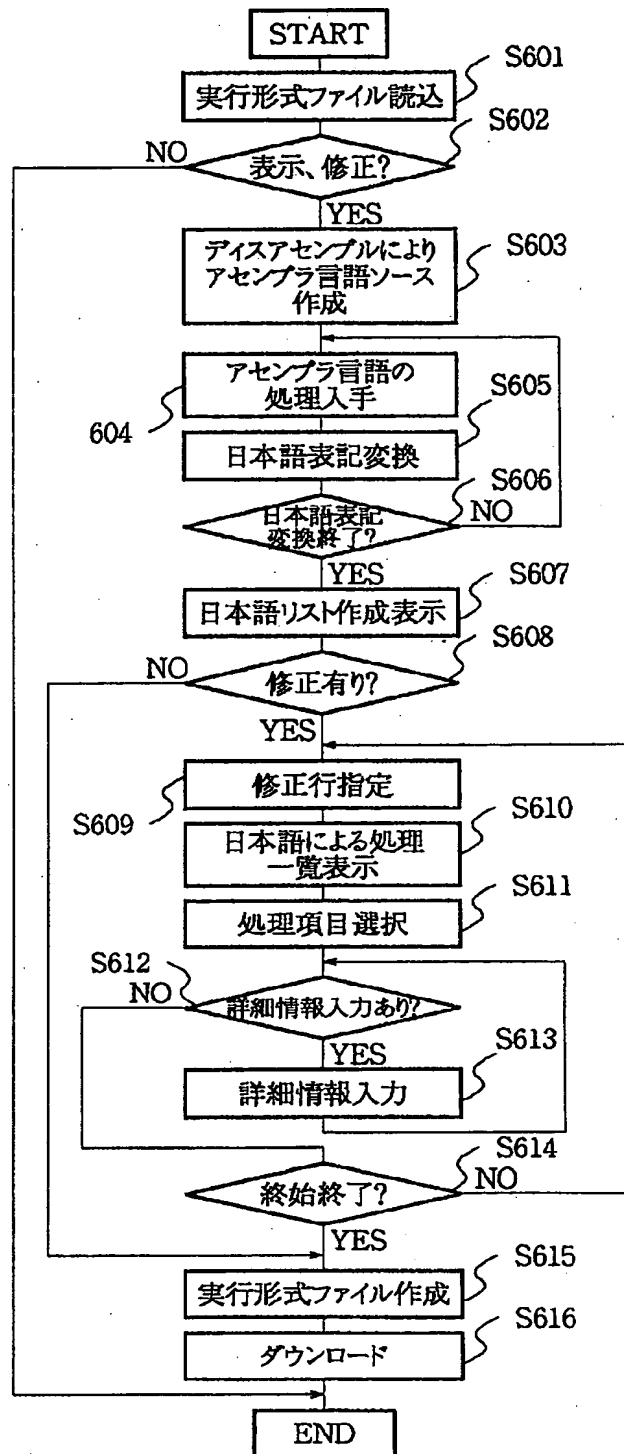 START
S601
実行形式ファイル読込
S602
NO
表示、修正?
YES
S603
ディスアセンブルにより
アセンブラ言語ソース
作成
アセンブラ言語の
処理入手
604
S605
日本語表記変換
S606
日本語表記
変換終了?
NO
YES
S607
日本語リスト作成表示
S608
NO
修正有り?
YES
修正行指定
S609
S610
日本語による処理
一覧表示
S611
処理項目選択
S612
NO
詳細情報入力あり?
YES
S613
詳細情報入力
S614
終始終了?
NO
YES
S615
実行形式ファイル作成
S616
ダウンロード
END